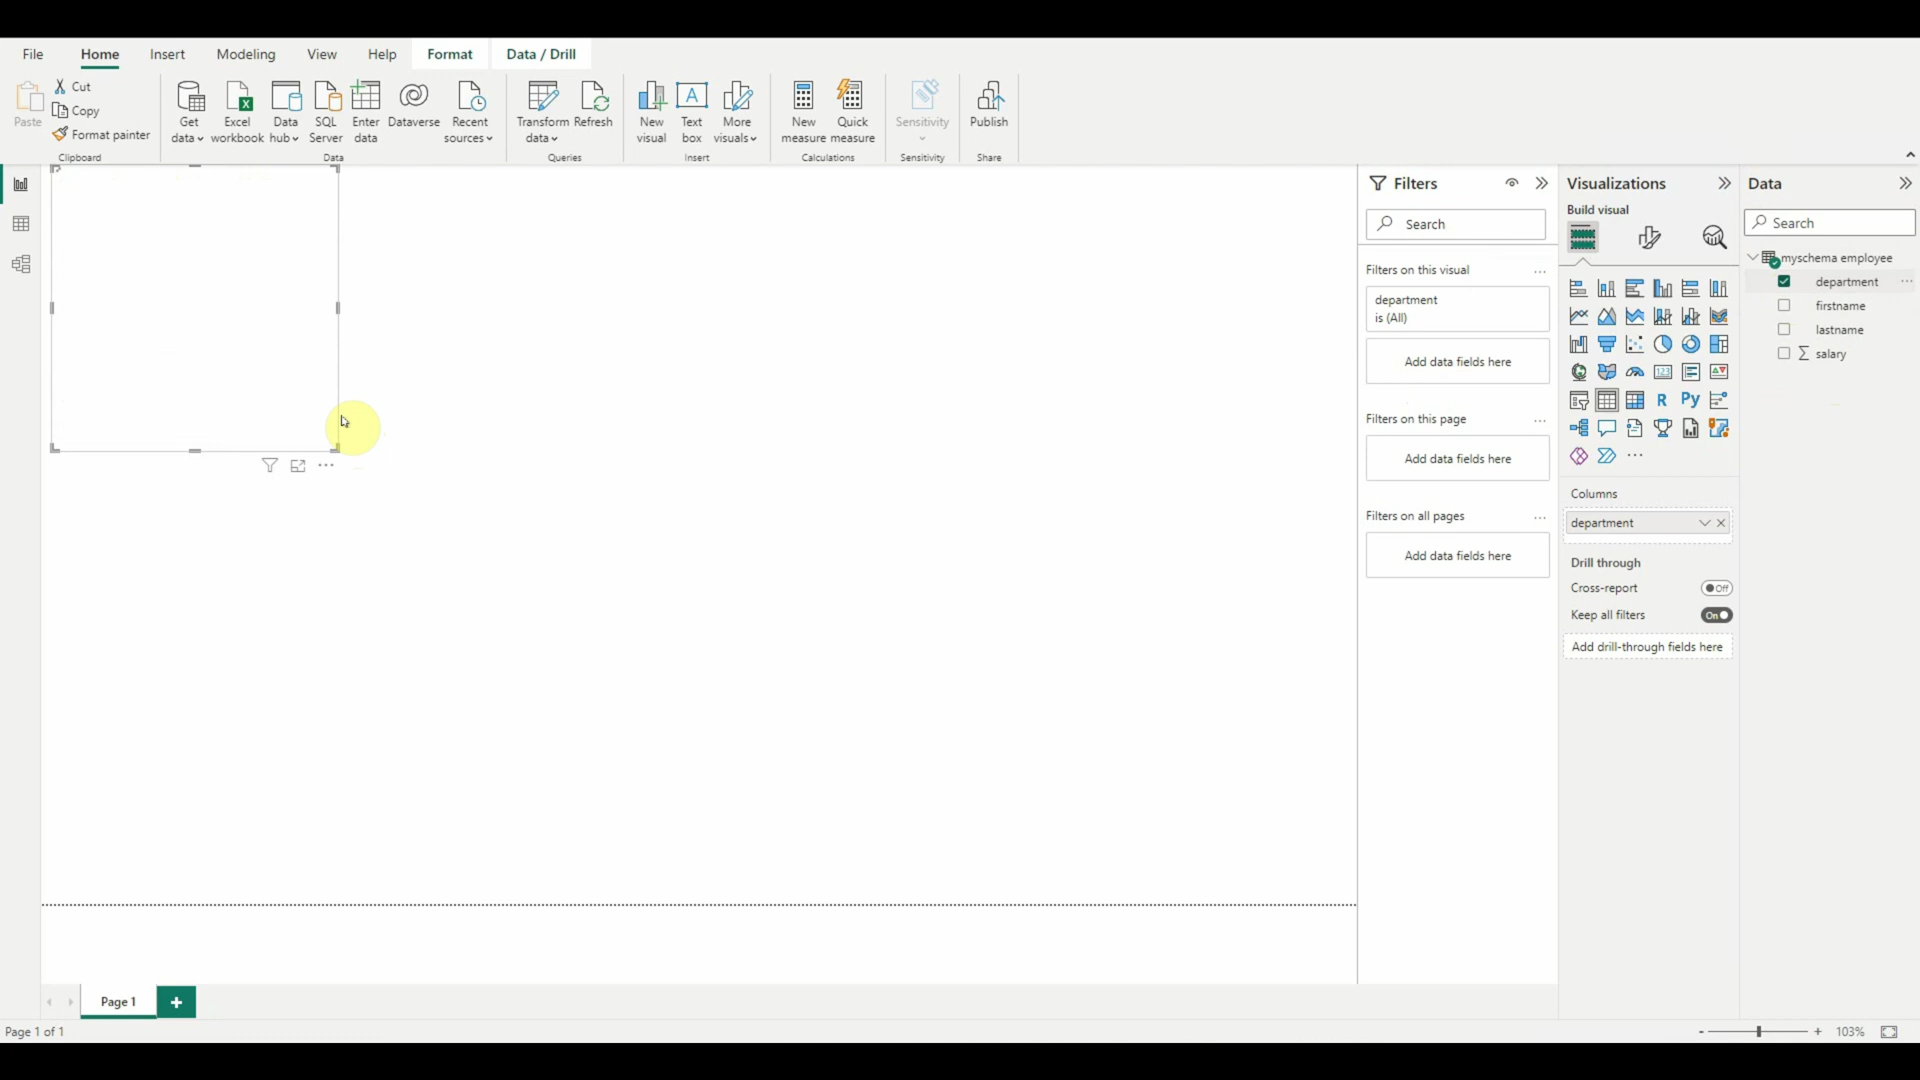 File Home Insert Modeling View Help Format Data / Drill
Paste
Cut
Copy
Format painter
Clipboard
Get data
Excel workbook
Data hub
SQL Server
Enter data
Dataverse
Recent sources
Data
Transform data
Refresh
Queries
New visual
Text box
More visuals
Insert
New measure
Quick measure
Calculations
Sensitivity
Sensitivity
Publish
Share
Filters
Search
Filters on this visual
department
is (All)
Add data fields here
Filters on this page
Add data fields here
Filters on all pages
Add data fields here
Visualizations
Build visual
123
R
Py
Columns
department
Drill through
Cross-report
Off
Keep all filters
On
Add drill-through fields here
Data
Search
myschema employee
department
firstname
lastname
∑ salary
Page 1
+
Page 1 of 1
- + 103%